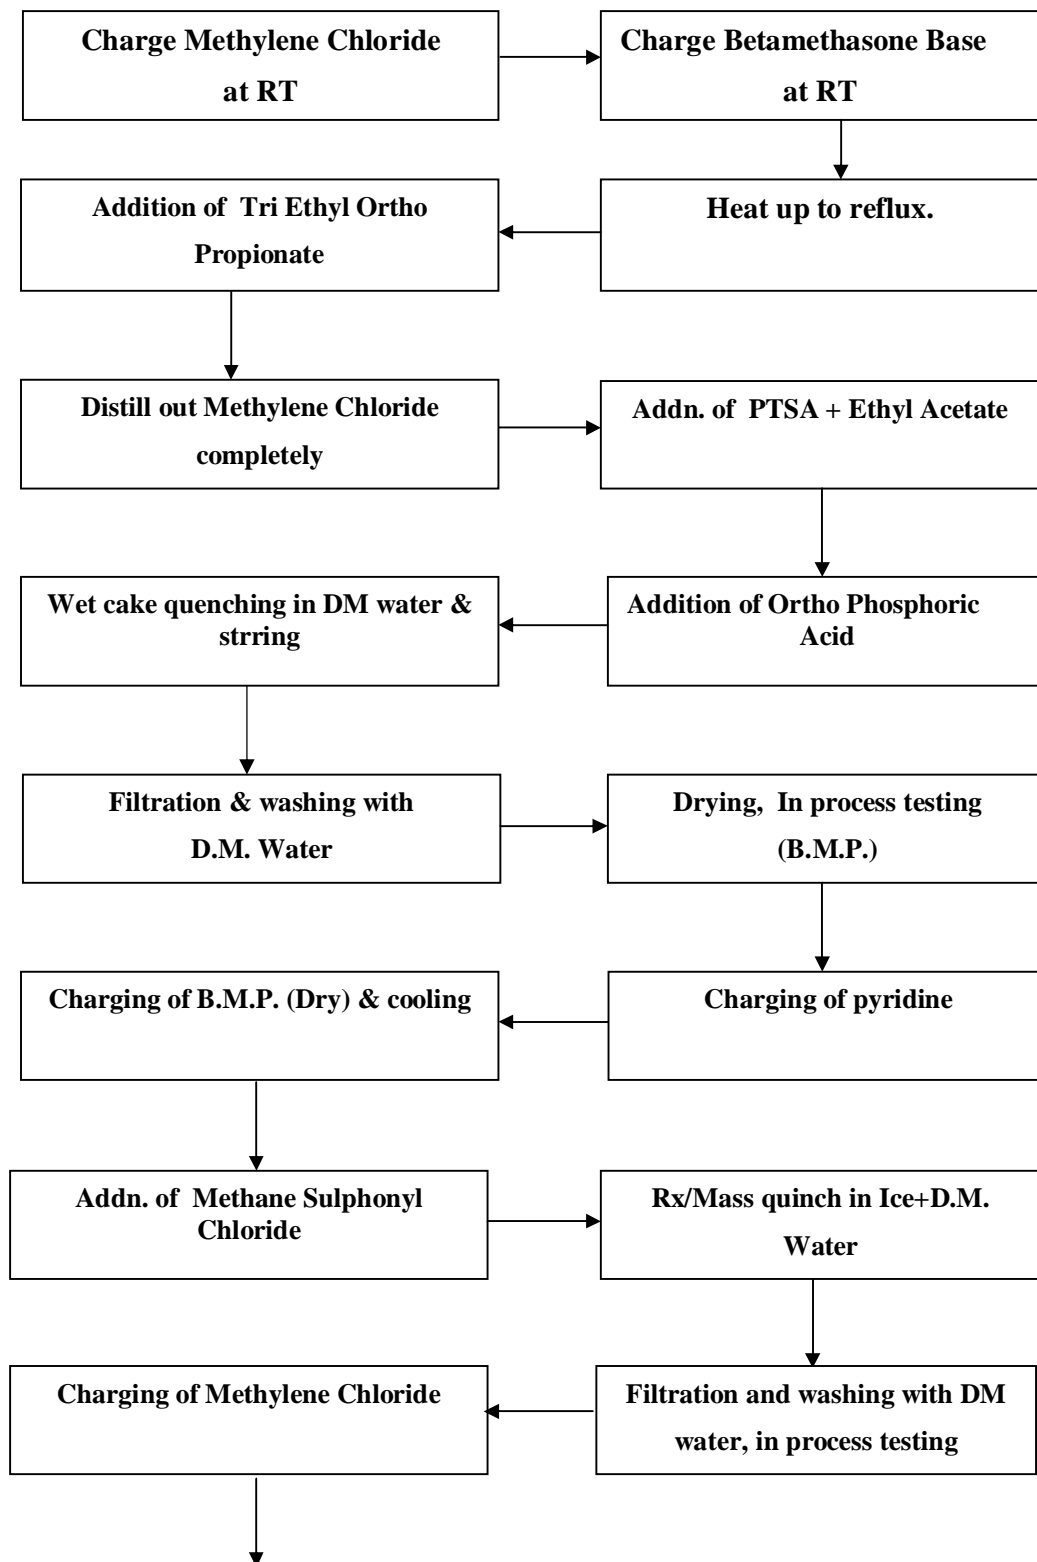 Charge Methylene Chloride
at RT
Charge Betamethasone Base
at RT
Heat up to reflux.
Addition of Tri Ethyl Ortho
Propionate
Distill out Methylene Chloride
completely
Addn. of PTSA + Ethyl Acetate
Addition of Ortho Phosphoric
Acid
Wet cake quenching in DM water &
strring
Filtration & washing with
D.M. Water
Drying, In process testing
(B.M.P.)
Charging of pyridine
Charging of B.M.P. (Dry) & cooling
Addn. of Methane Sulphonyl
Chloride
Rx/Mass quinch in Ice+D.M.
Water
Filtration and washing with DM
water, in process testing
Charging of Methylene Chloride